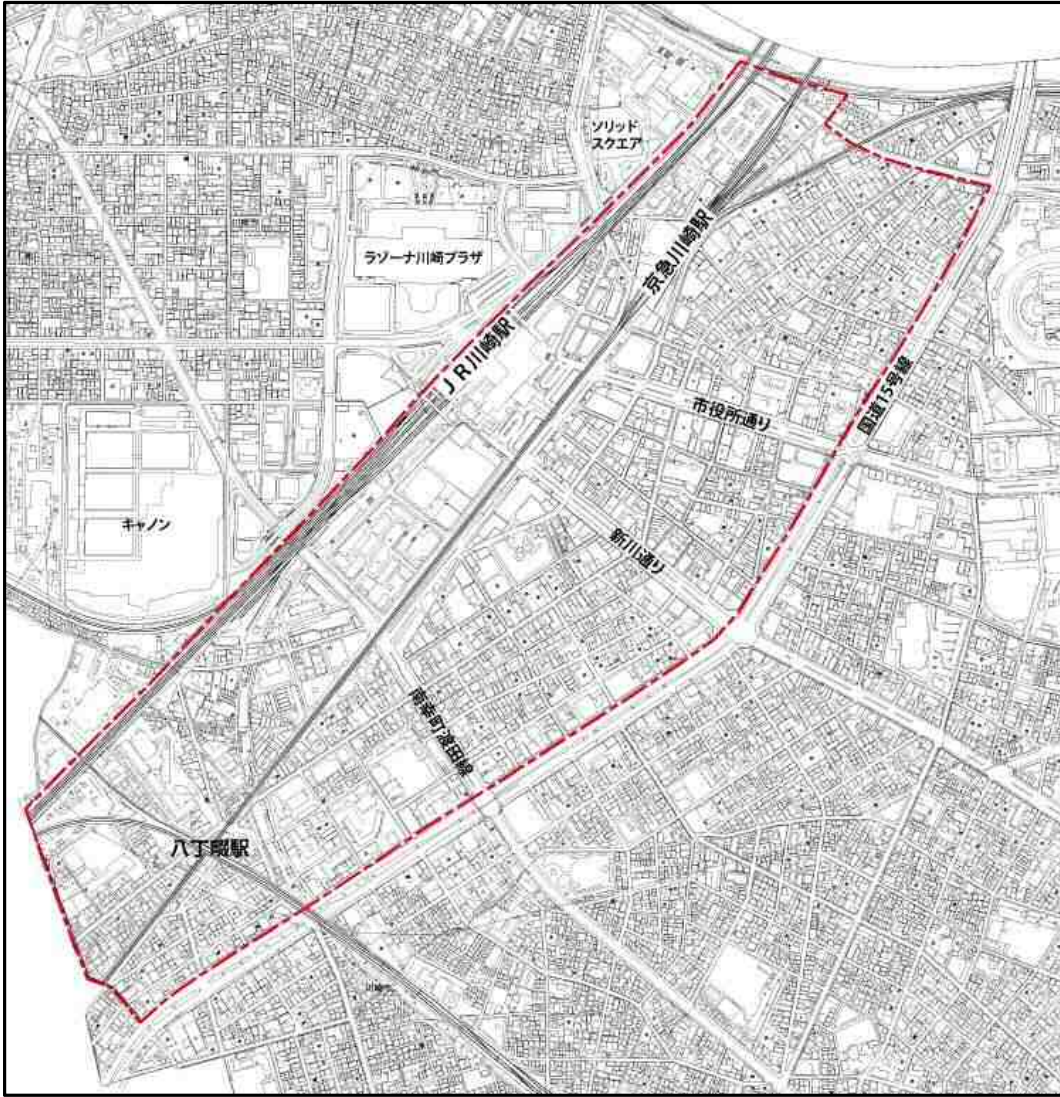 ソリッド
スクエア
京急川崎駅
ラゾーナ川崎プラザ
JR川崎駅
国道15号線
市役所通り
キヤノン
新川通り
南幸町渡田線
八丁畷駅